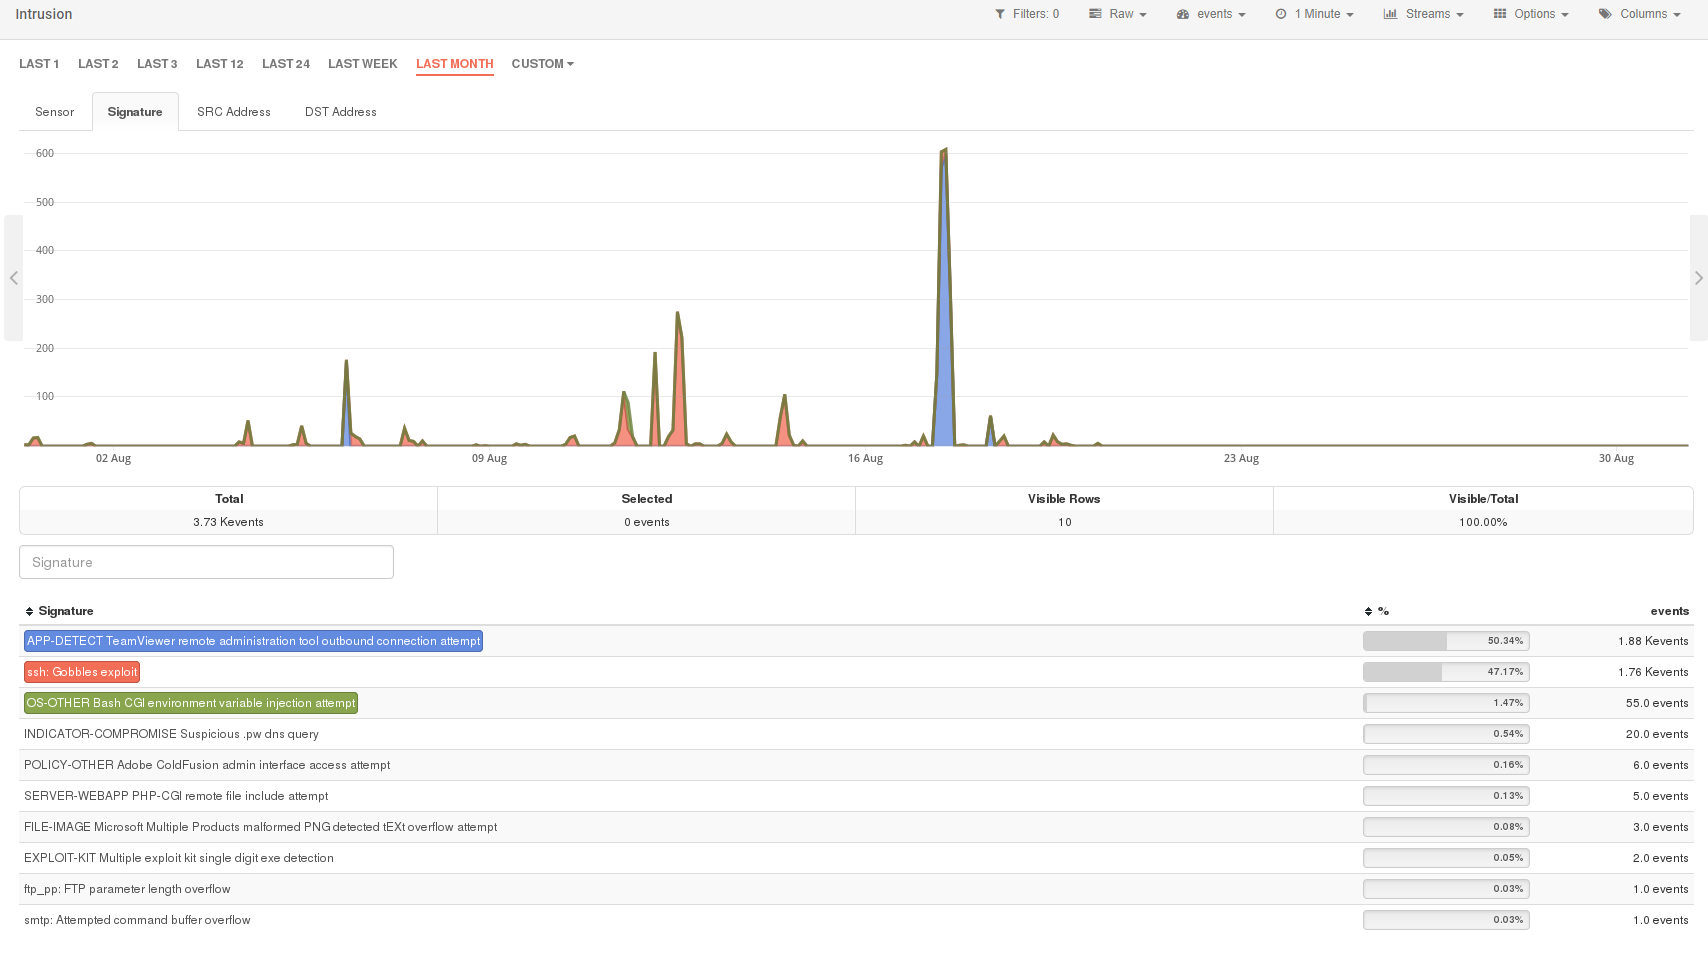 Intrusion
Filters: 0 Raw events 1 Minute Streams Options Columns
LAST 1 LAST 2 LAST 3 LAST 12 LAST 24 LAST WEEK LAST MONTH CUSTOM
Sensor Signature SRC Address DST Address
600
500
400
300
200
100
02 Aug 09 Aug 16 Aug 23 Aug 30 Aug
Total Selected Visible Rows Visible/Total
3.73 Kevents 0 events 10 100.00%
Signature
Signature % events
APP-DETECT TeamViewer remote administration tool outbound connection attempt 50.34% 1.88 Kevents
ssh: Gobbles exploit 47.17% 1.76 Kevents
OS-OTHER Bash CGI environment variable injection attempt 1.47% 55.0 events
INDICATOR-COMPROMISE Suspicious .pw dns query 0.54% 20.0 events
POLICY-OTHER Adobe ColdFusion admin interface access attempt 0.16% 6.0 events
SERVER-WEBAPP PHP-CGI remote file include attempt 0.13% 5.0 events
FILE-IMAGE Microsoft Multiple Products malformed PNG detected tEXt overflow attempt 0.08% 3.0 events
EXPLOIT-KIT Multiple exploit kit single digit exe detection 0.05% 2.0 events
ftp_pp: FTP parameter length overflow 0.03% 1.0 events
smtp: Attempted command buffer overflow 0.03% 1.0 events